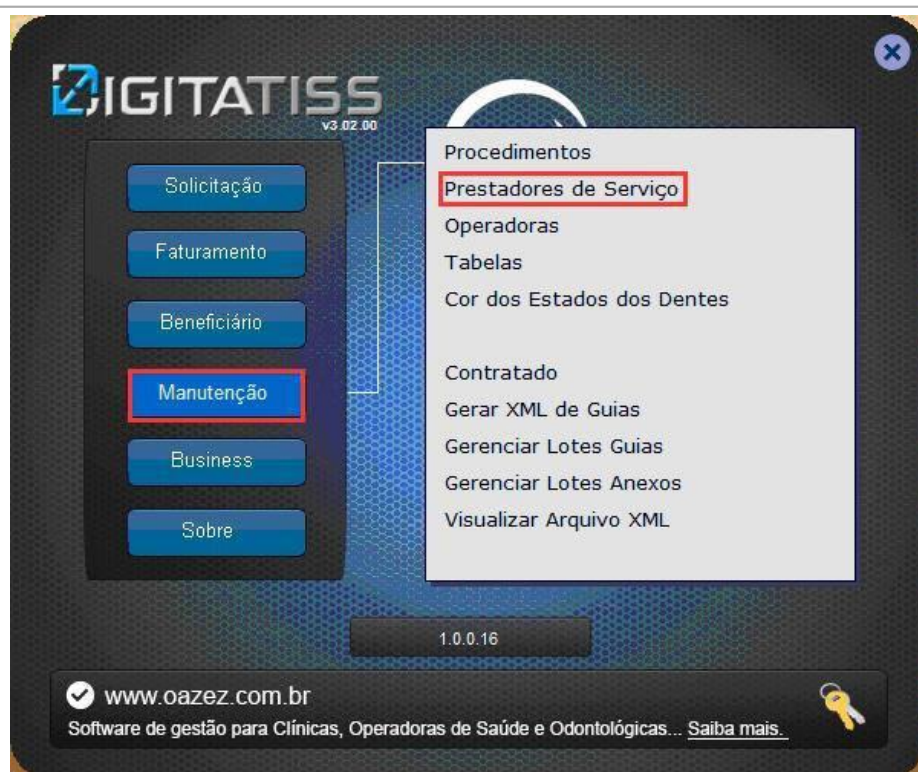 DIGITATISS
v3.02.00
Solicitação
Faturamento
Beneficiário
Manutenção
Business
Sobre
Procedimentos
Prestadores de Serviço
Operadoras
Tabelas
Cor dos Estados dos Dentes
Contratado
Gerar XML de Guias
Gerenciar Lotes Guias
Gerenciar Lotes Anexos
Visualizar Arquivo XML
1.0.0.16
www.oazez.com.br
Software de gestão para Clínicas, Operadoras de Saúde e Odontológicas... Saiba mais.